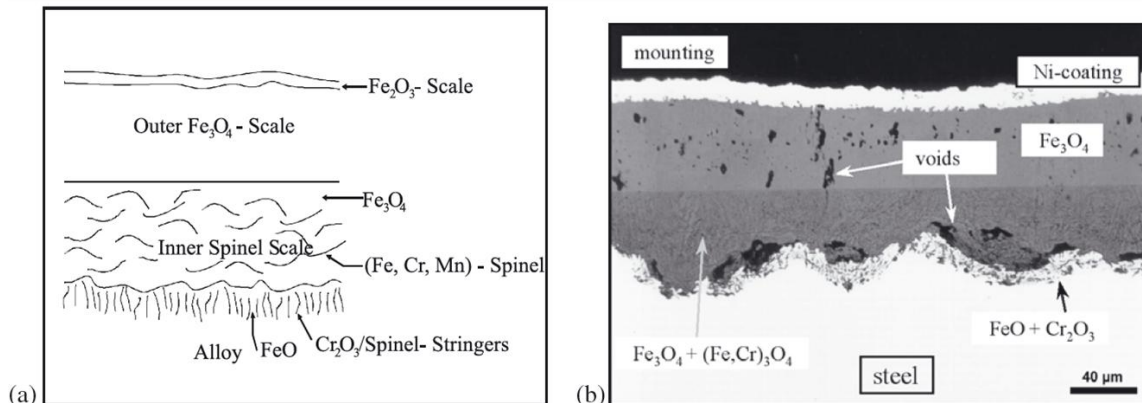 Fe₂O₃- Scale
Outer Fe₃O₄ - Scale
Fe₃O₄
Inner Spinel Scale
(Fe, Cr, Mn) - Spinel
Alloy
FeO
Cr₂O₃/Spinel- Stringers
(a)
mounting
Ni-coating
Fe₃O₄
voids
FeO + Cr₂O₃
Fe₃O₄ + (Fe,Cr)₃O₄
steel
40 µm
(b)